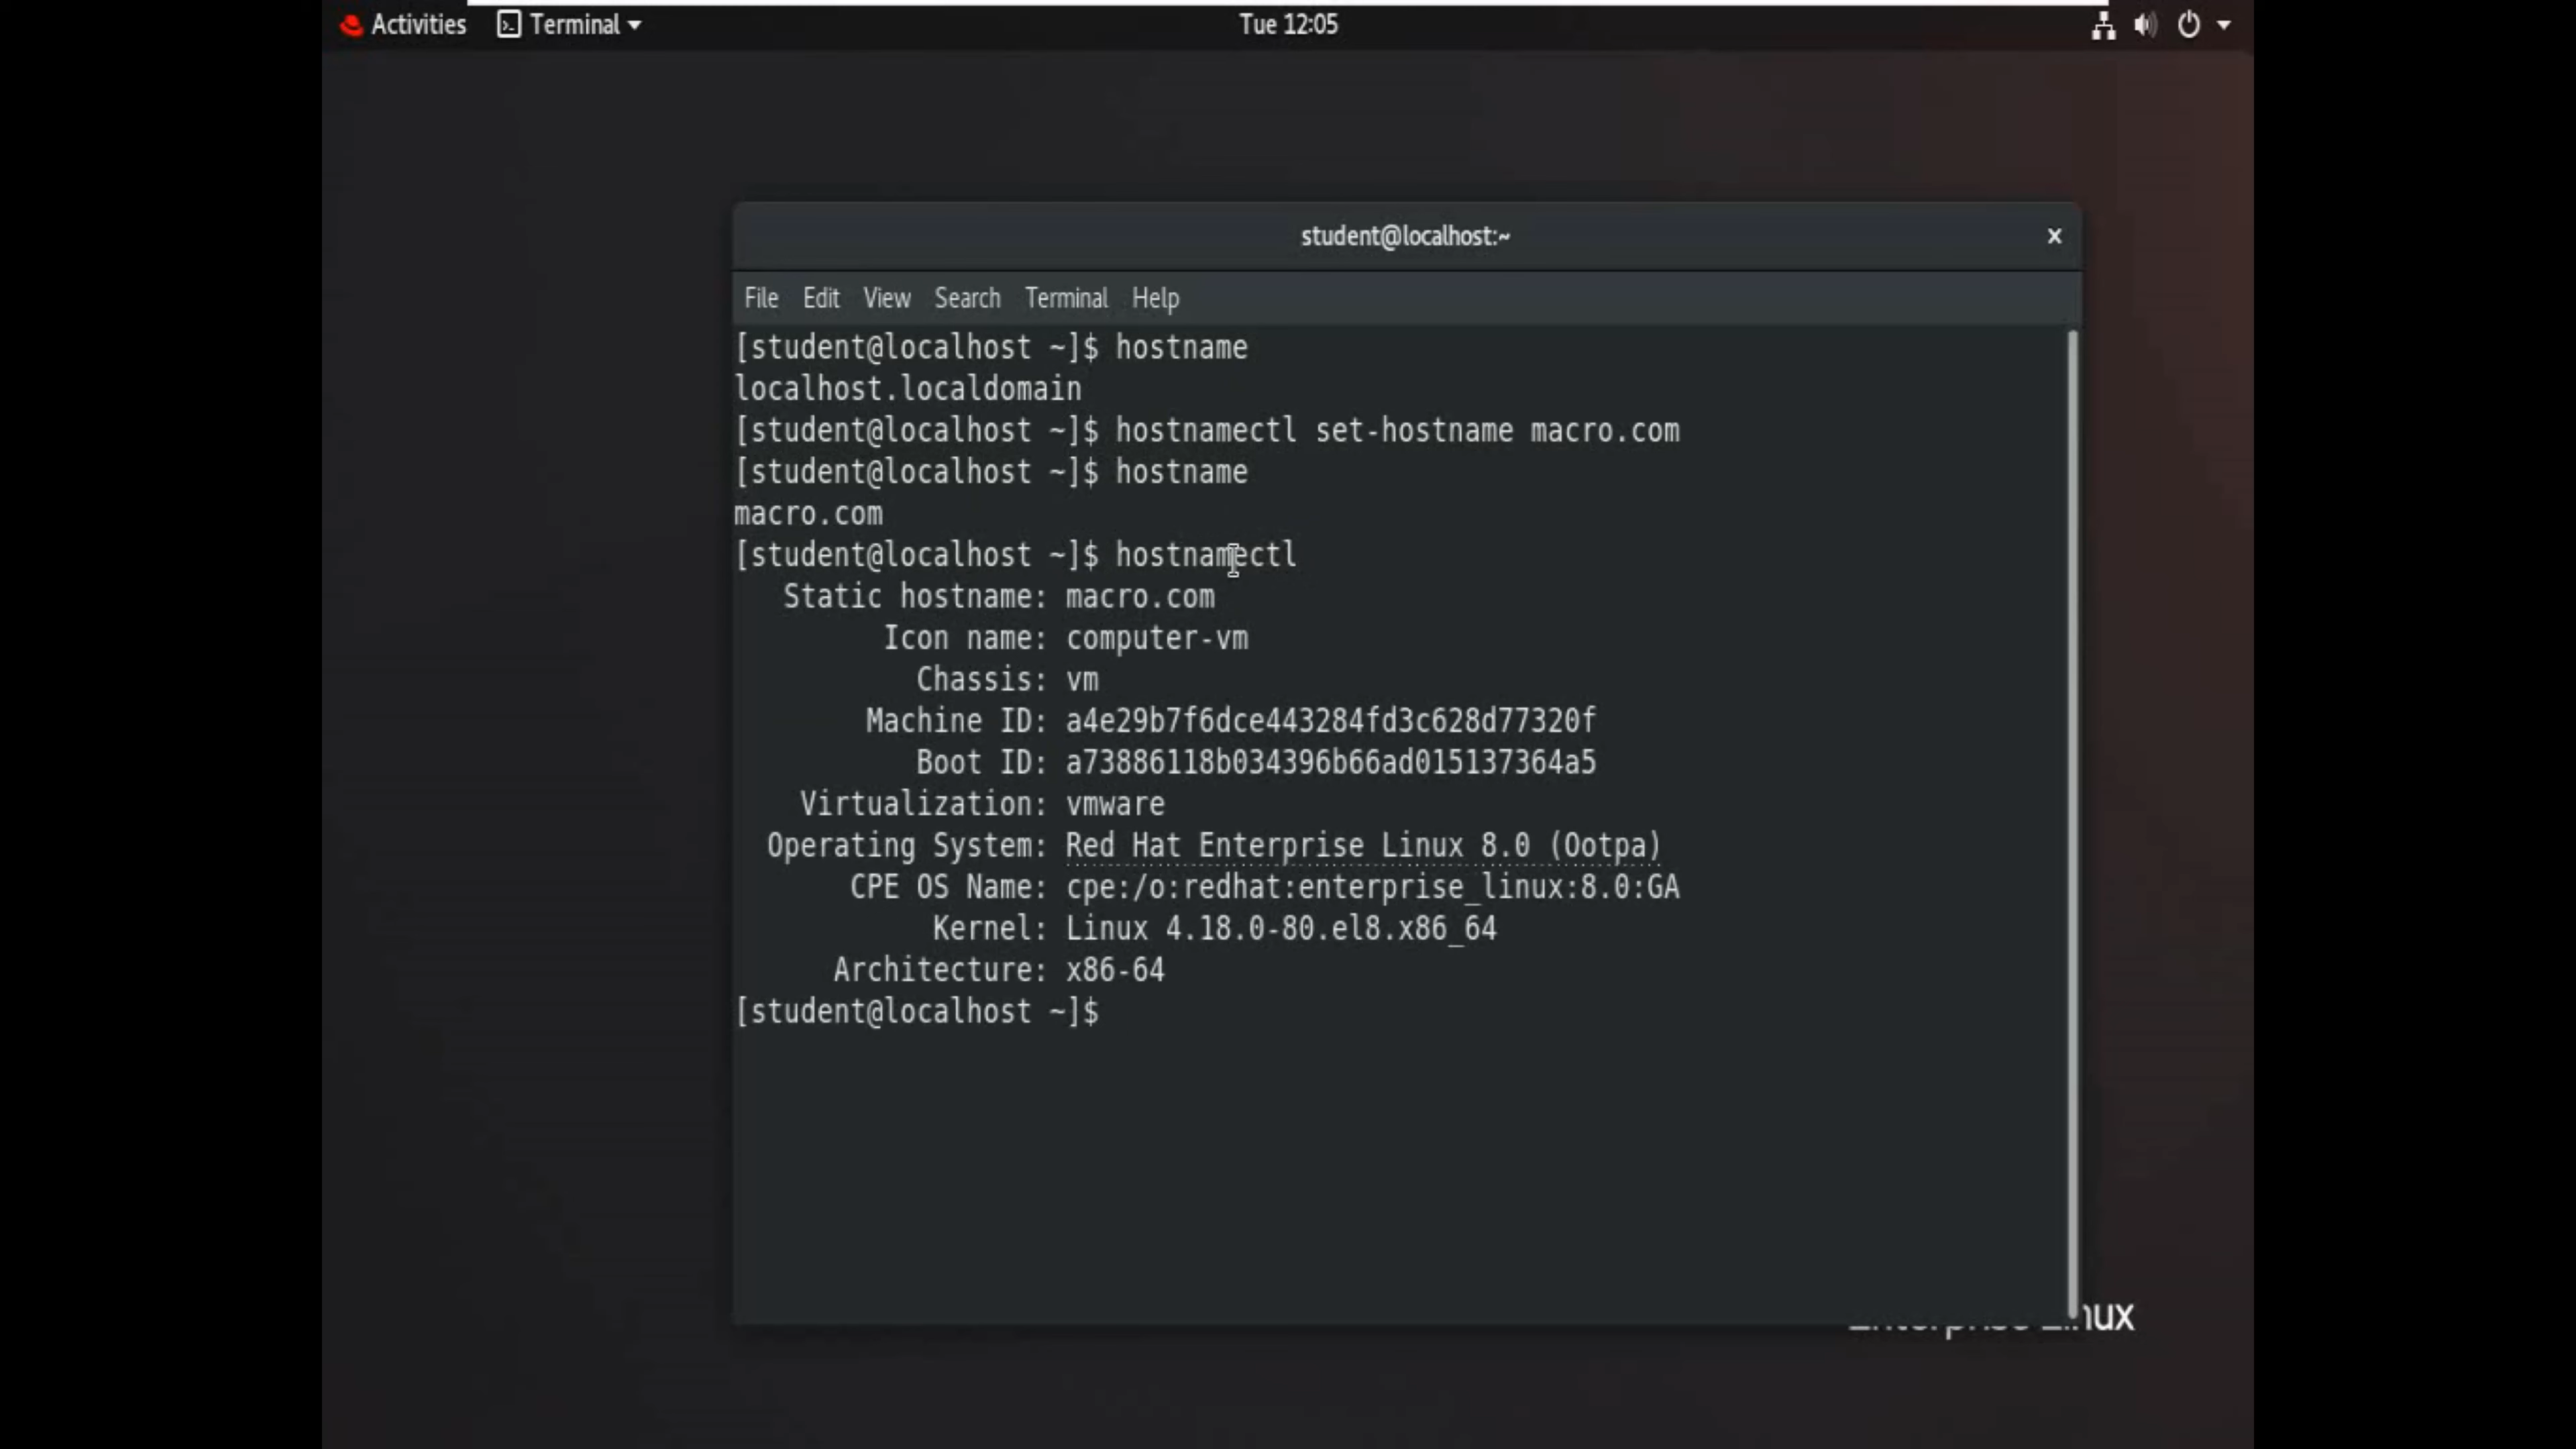 Activities Terminal Tue 12:05
student@localhost:~ x
File Edit View Search Terminal Help
[student@localhost ~]$ hostname
localhost.localdomain
[student@localhost ~]$ hostnamectl set-hostname macro.com
[student@localhost ~]$ hostname
macro.com
[student@localhost ~]$ hostnamectl
Static hostname: macro.com
Icon name: computer-vm
Chassis: vm
Machine ID: a4e29b7f6dce443284fd3c628d77320f
Boot ID: a73886118b034396b66ad015137364a5
Virtualization: vmware
Operating System: Red Hat Enterprise Linux 8.0 (Ootpa)
CPE OS Name: cpe:/o:redhat:enterprise_linux:8.0:GA
Kernel: Linux 4.18.0-80.el8.x86_64
Architecture: x86-64
[student@localhost ~]$